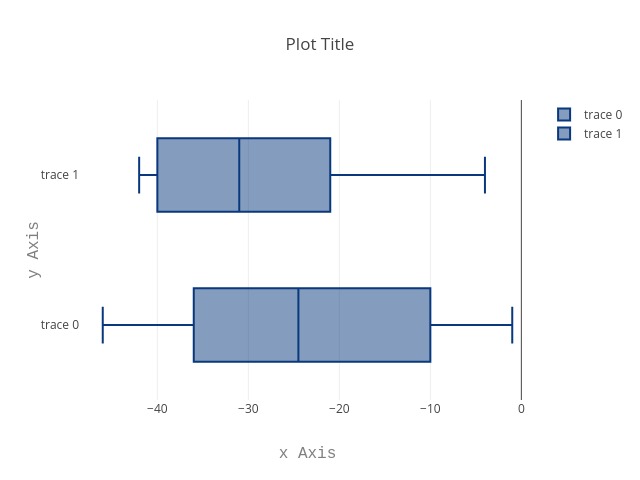 Plot Title
trace 0
trace 1
trace 1
trace 0
y Axis
−40
−30
−20
−10
0
x Axis